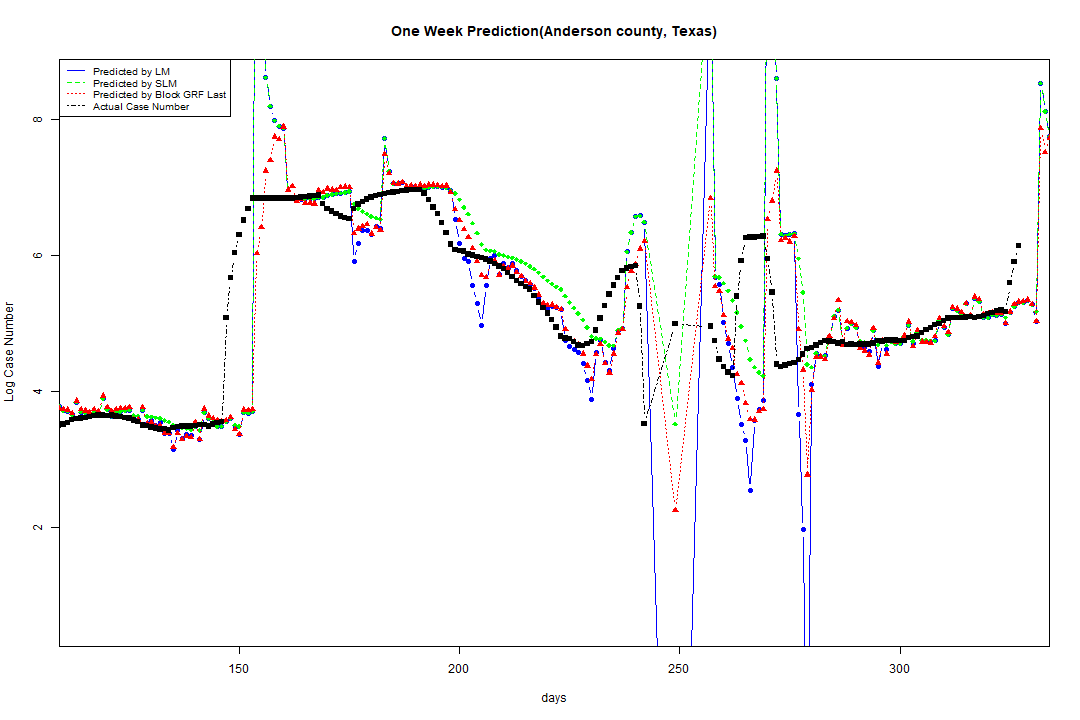 One Week Prediction(Anderson county, Texas)
Predicted by LM
Predicted by SLM
Predicted by Block GRF Last
Actual Case Number
Log Case Number
8
6
4
2
150 200 250 300
days